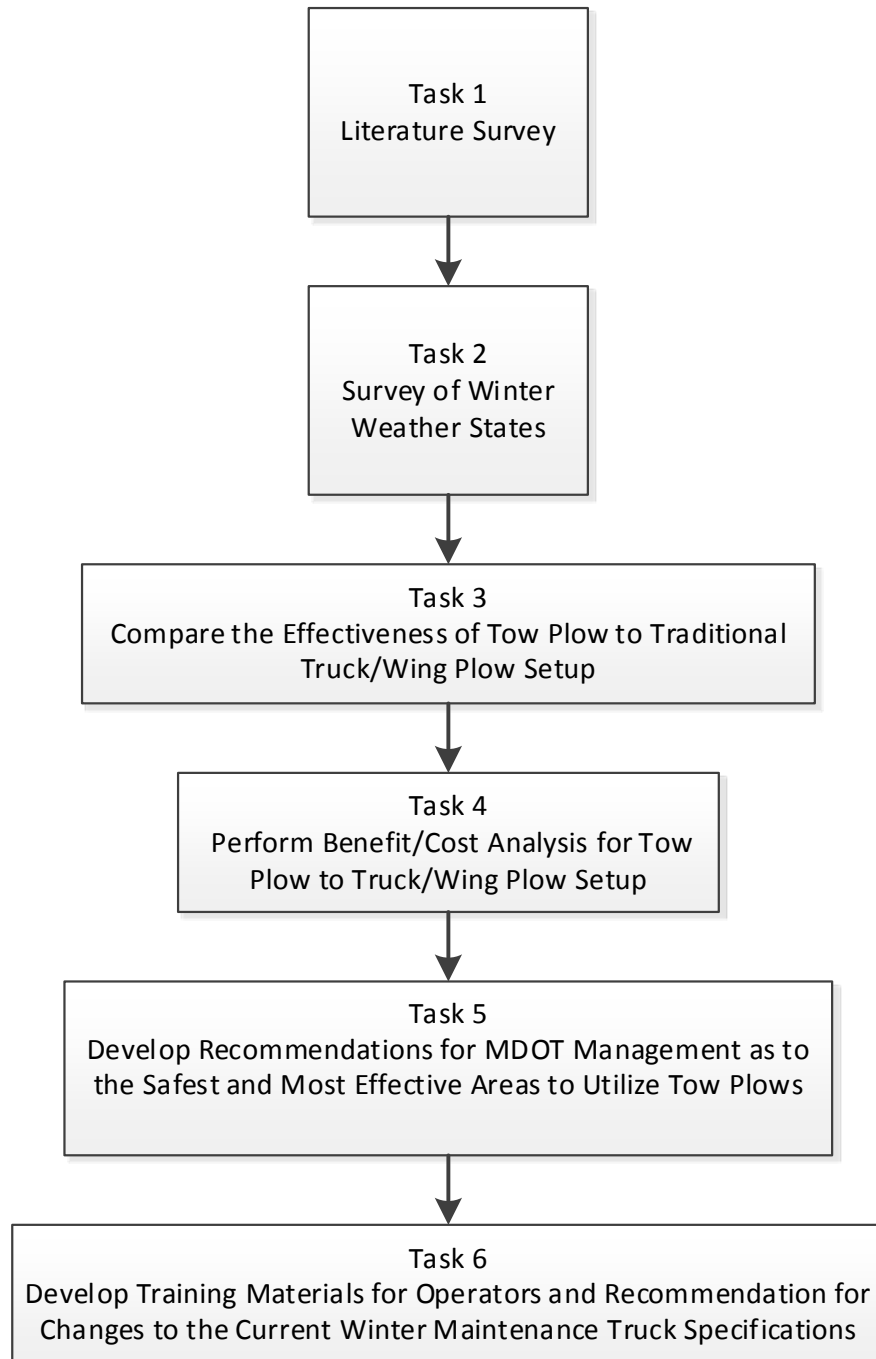 Task 1
Literature Survey
Task 2
Survey of Winter
Weather States
Task 3
Compare the Effectiveness of Tow Plow to Traditional
Truck/Wing Plow Setup
Task 4
Perform Benefit/Cost Analysis for Tow
Plow to Truck/Wing Plow Setup
Task 5
Develop Recommendations for MDOT Management as to
the Safest and Most Effective Areas to Utilize Tow Plows
Task 6
Develop Training Materials for Operators and Recommendation for
Changes to the Current Winter Maintenance Truck Specifications